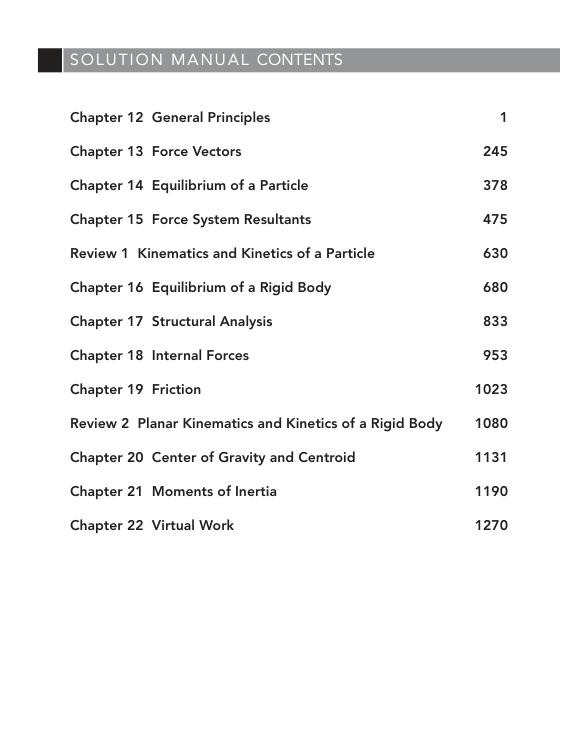 SOLUTION MANUAL CONTENTS
Chapter 12 General Principles 1
Chapter 13 Force Vectors 245
Chapter 14 Equilibrium of a Particle 378
Chapter 15 Force System Resultants 475
Review 1 Kinematics and Kinetics of a Particle 630
Chapter 16 Equilibrium of a Rigid Body 680
Chapter 17 Structural Analysis 833
Chapter 18 Internal Forces 953
Chapter 19 Friction 1023
Review 2 Planar Kinematics and Kinetics of a Rigid Body 1080
Chapter 20 Center of Gravity and Centroid 1131
Chapter 21 Moments of Inertia 1190
Chapter 22 Virtual Work 1270